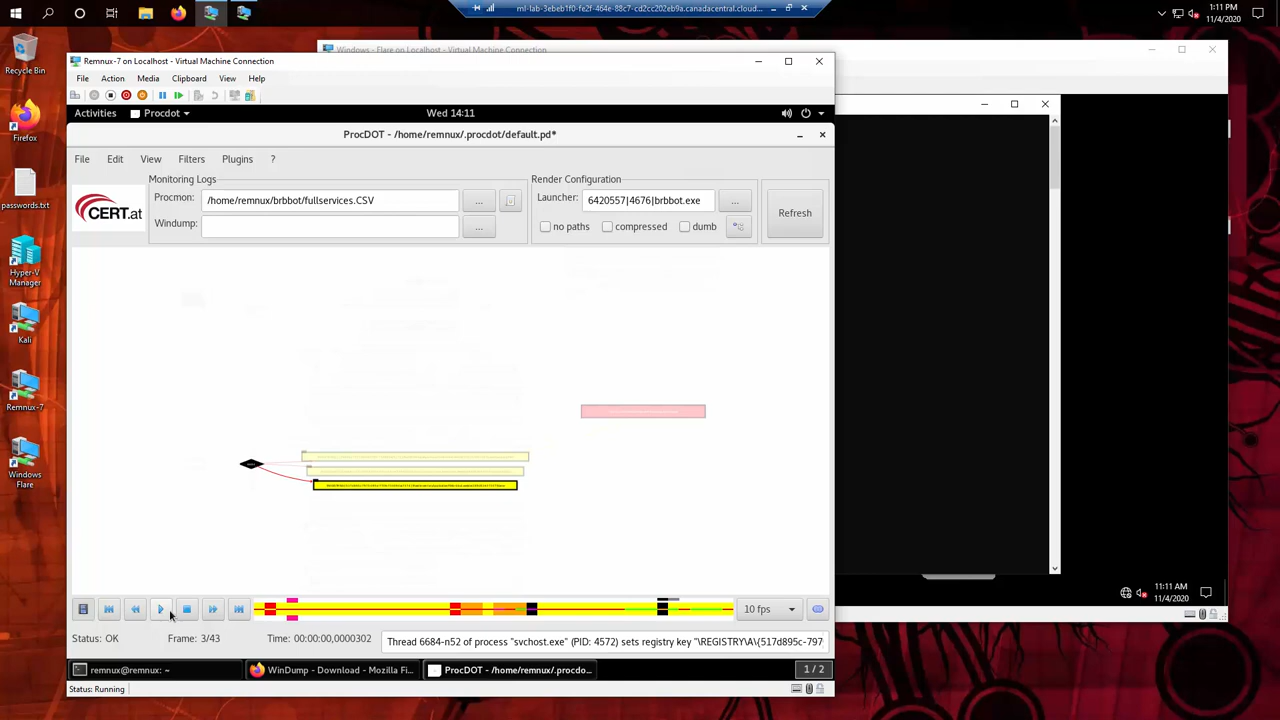 ml-lab-3ebeb1f0-fe2f-464e-88c7-cd2cc202eb9a.canadacentral.cloud...
1:11 PM
11/4/2020
Recycle Bin
Firefox
passwords.txt
Hyper-V
Manager
Kali
Remnux-7
Windows
Flare
Windows - Flare on Localhost - Virtual Machine Connection
Remnux-7 on Localhost - Virtual Machine Connection
File Action Media Clipboard View Help
Activities Procdot Wed 14:11
ProcDOT - /home/remnux/.procdot/default.pd*
File Edit View Filters Plugins ?
Monitoring Logs Render Configuration
CERT.at
Procmon: /home/remnux/brbbot/fullservices.CSV ... Launcher: 6420557|4676|brbbot.exe ... Refresh
Windump: ... no paths compressed dumb
10 fps
Status: OK Frame: 3/43 Time: 00:00:00,0000302 Thread 6684-n52 of process "svchost.exe" (PID: 4572) sets registry key "\REGISTRY\A\{517d895c-797
remnux@remnux: ~ WinDump - Download - Mozilla Fi... ProcDOT - /home/remnux/.procdo... 1 / 2
Status: Running
11:11 AM
11/4/2020